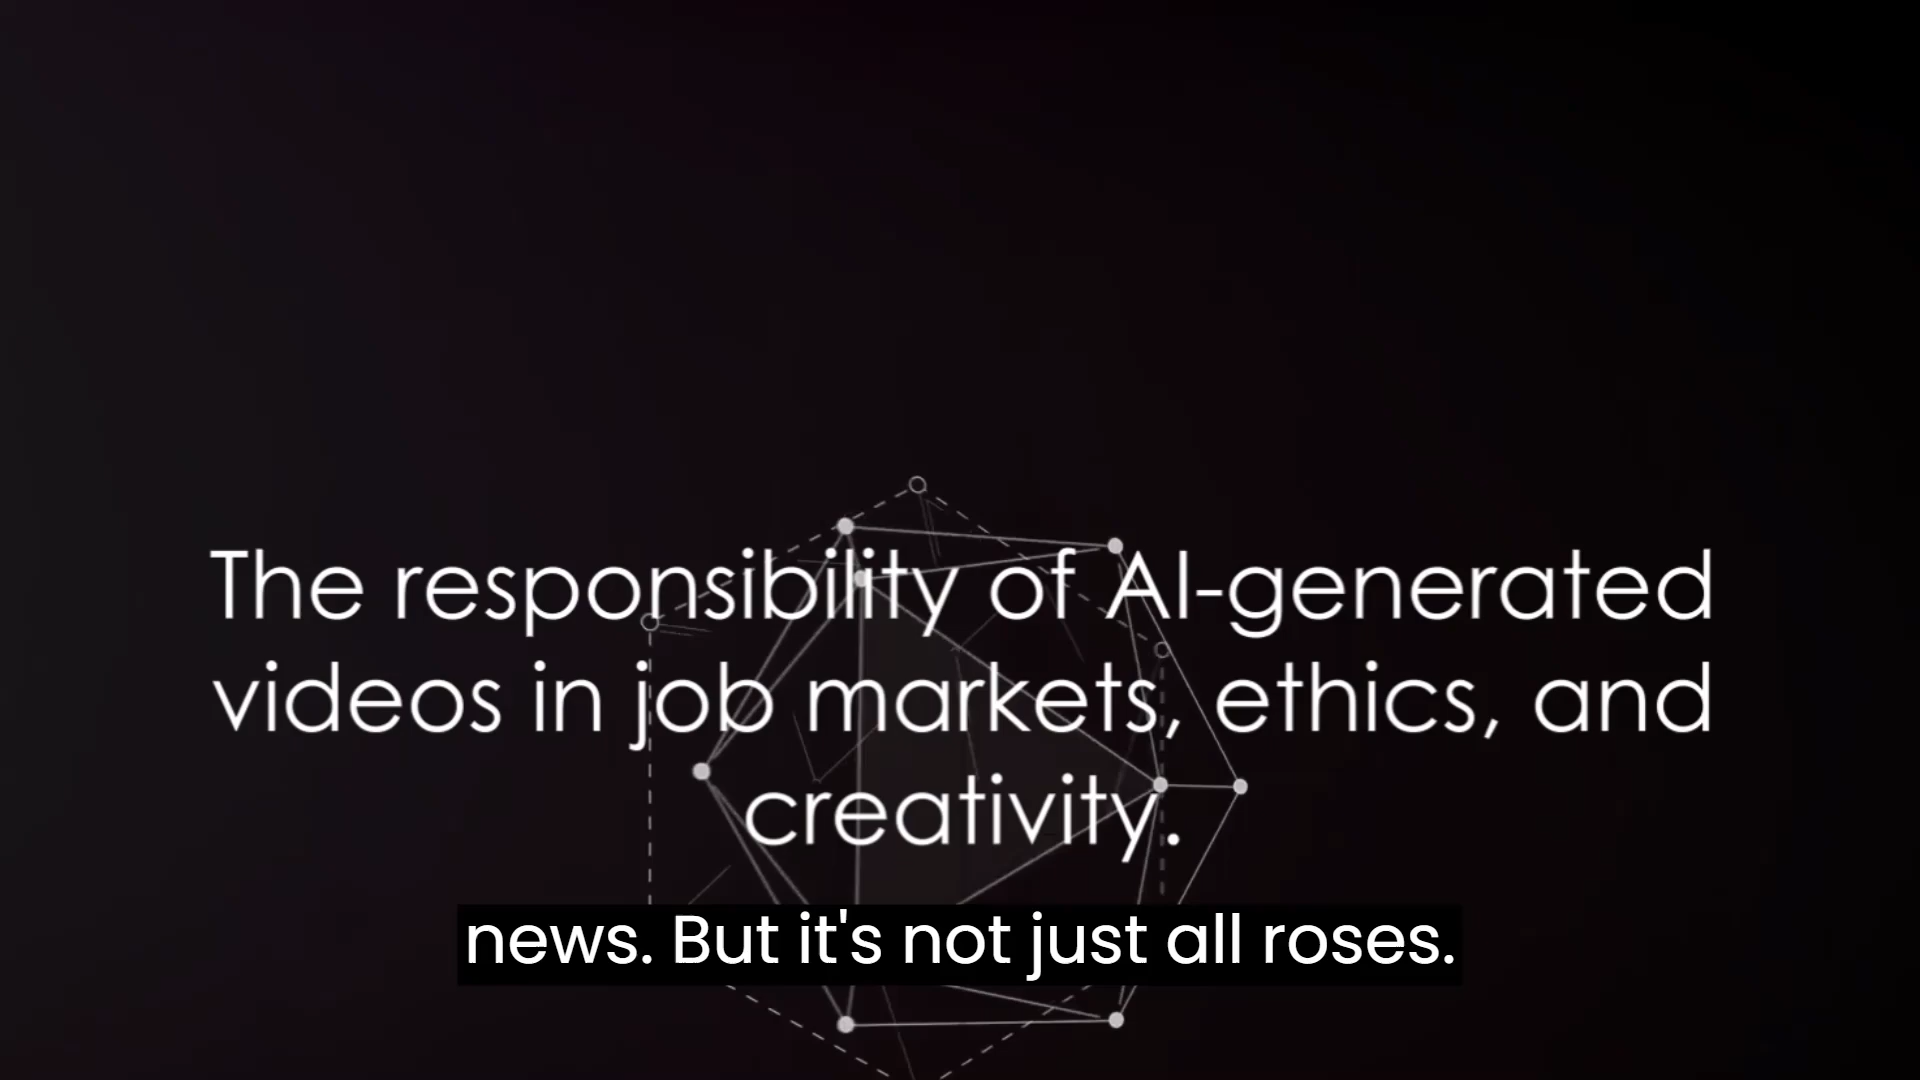 The responsibility of AI-generated
videos in job markets, ethics, and
creativity.
news. But it's not just all roses.